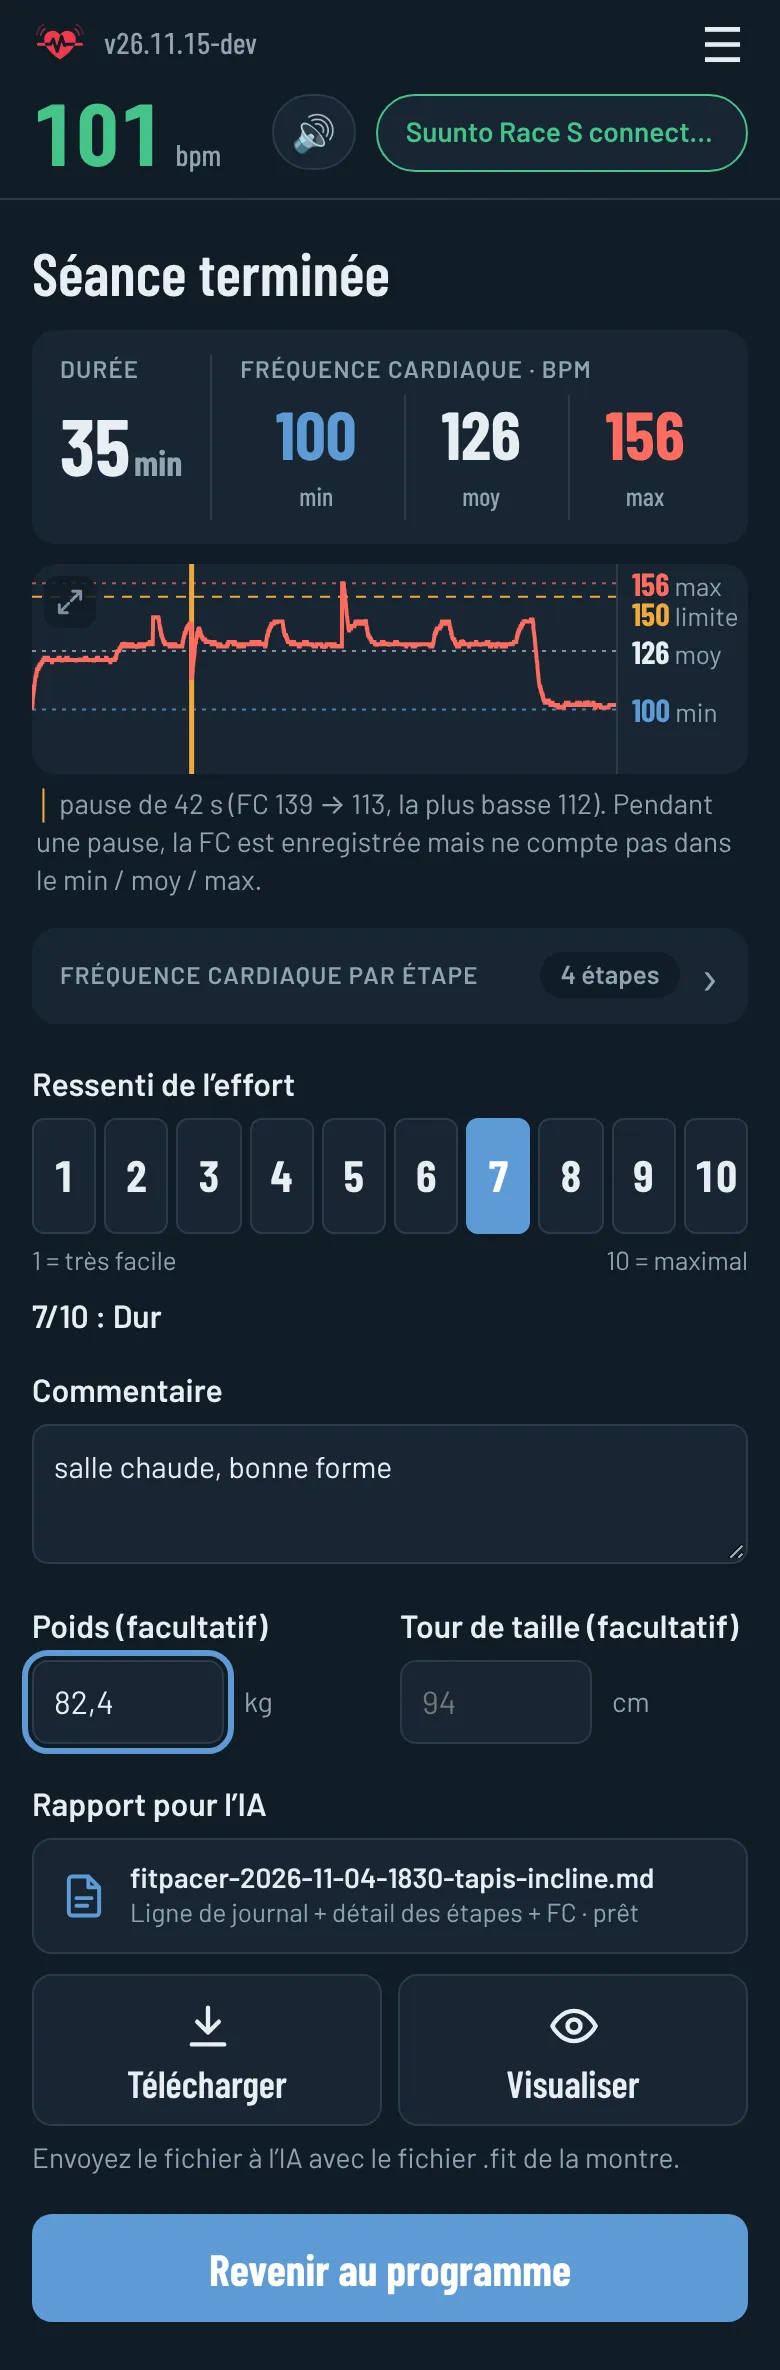 v26.11.15-dev
101 bpm
Suunto Race S connect...
Séance terminée
DURÉE
35 min
FRÉQUENCE CARDIAQUE · BPM
100 126 156
min moy max
156 max
150 limite
126 moy
100 min
pause de 42 s (FC 139 → 113, la plus basse 112). Pendant
une pause, la FC est enregistrée mais ne compte pas dans
le min / moy / max.
FRÉQUENCE CARDIAQUE PAR ÉTAPE 4 étapes
Ressenti de l’effort
1 2 3 4 5 6 7 8 9 10
1 = très facile 10 = maximal
7/10 : Dur
Commentaire
salle chaude, bonne forme
Poids (facultatif) Tour de taille (facultatif)
82,4 kg 94 cm
Rapport pour l’IA
fitpacer-2026-11-04-1830-tapis-incline.md
Ligne de journal + détail des étapes + FC · prêt
Télécharger Visualiser
Envoyez le fichier à l’IA avec le fichier .fit de la montre.
Revenir au programme